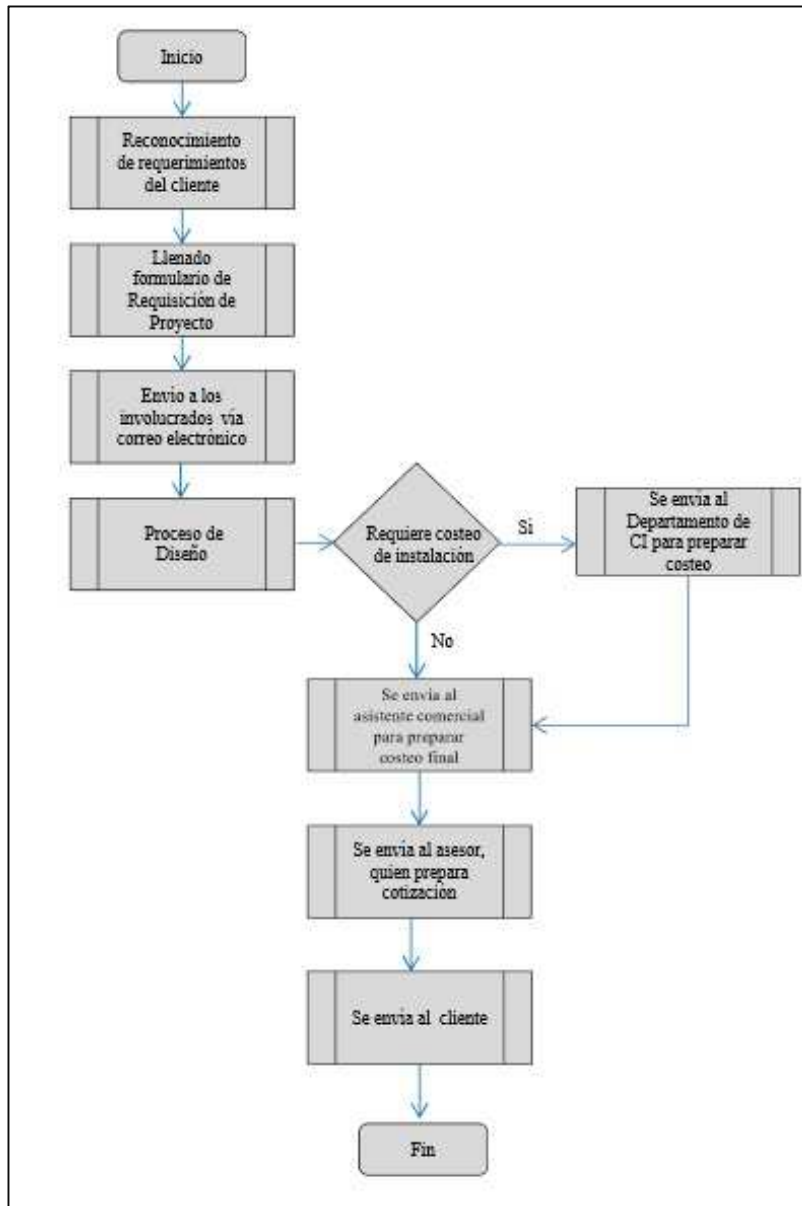 Inicio
Reconocimiento
de requerimientos
del cliente
Llenado
formulario de
Requisición de
Proyecto
Envio a los
involucrados via
correo electrónico
Proceso de
Diseño
Requiere costeo
de instalación
Si
Se envia al
Departamento de
CI para preparar
costeo
No
Se envia al
asistente comercial
para preparar
costeo final
Se envia al asesor,
quien prepara
cotización
Se envia al cliente
Fin